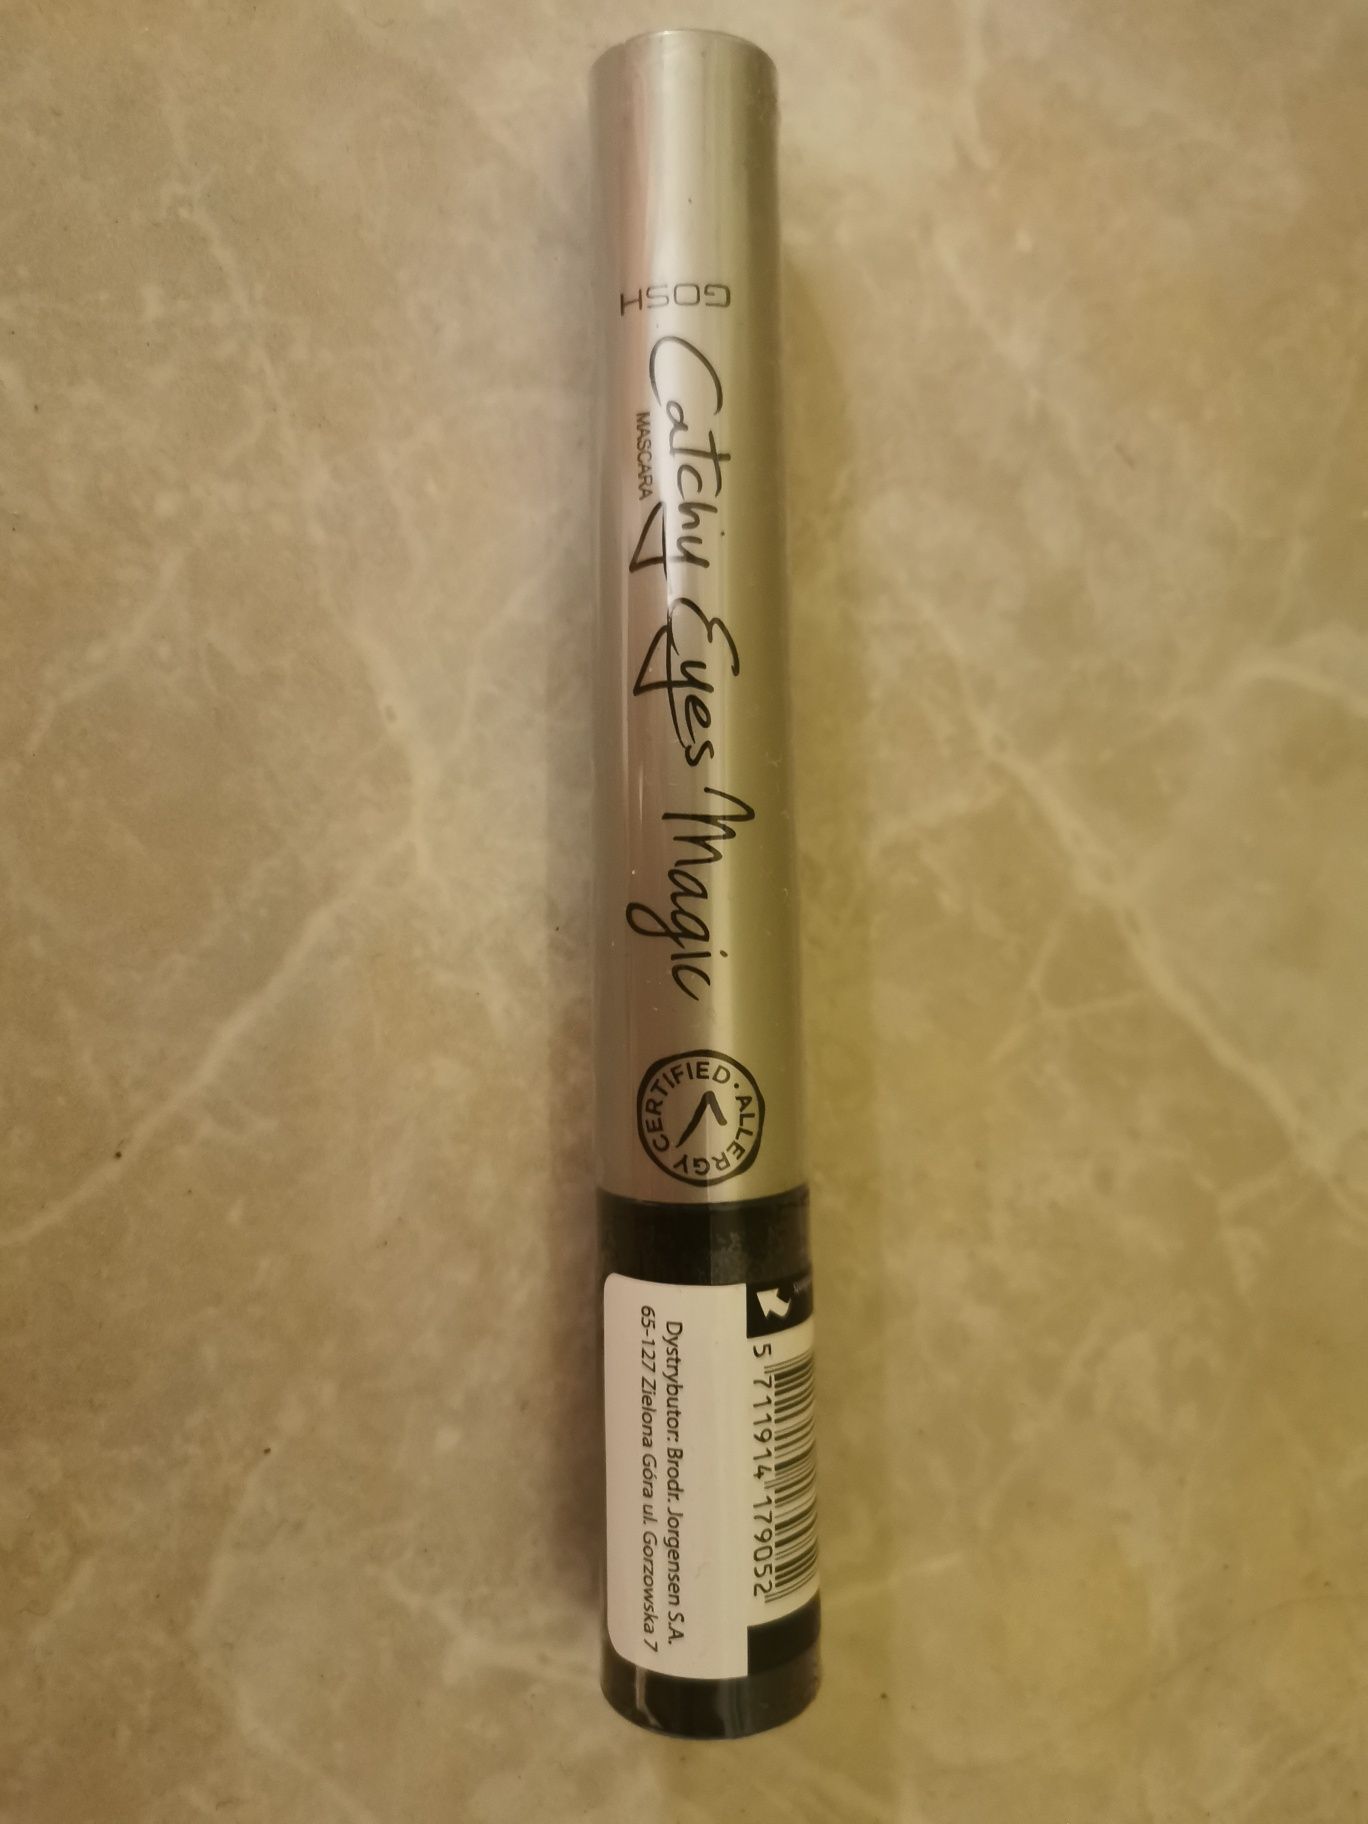 GOSH
Catchy Eyes Magic
MASCARA
ALLERGY CERTIFIED ·
5 711914 179052
Dystrybutor: Brodr. Jorgensen S.A.
65-127 Zielona Góra ul. Gorzowska 7